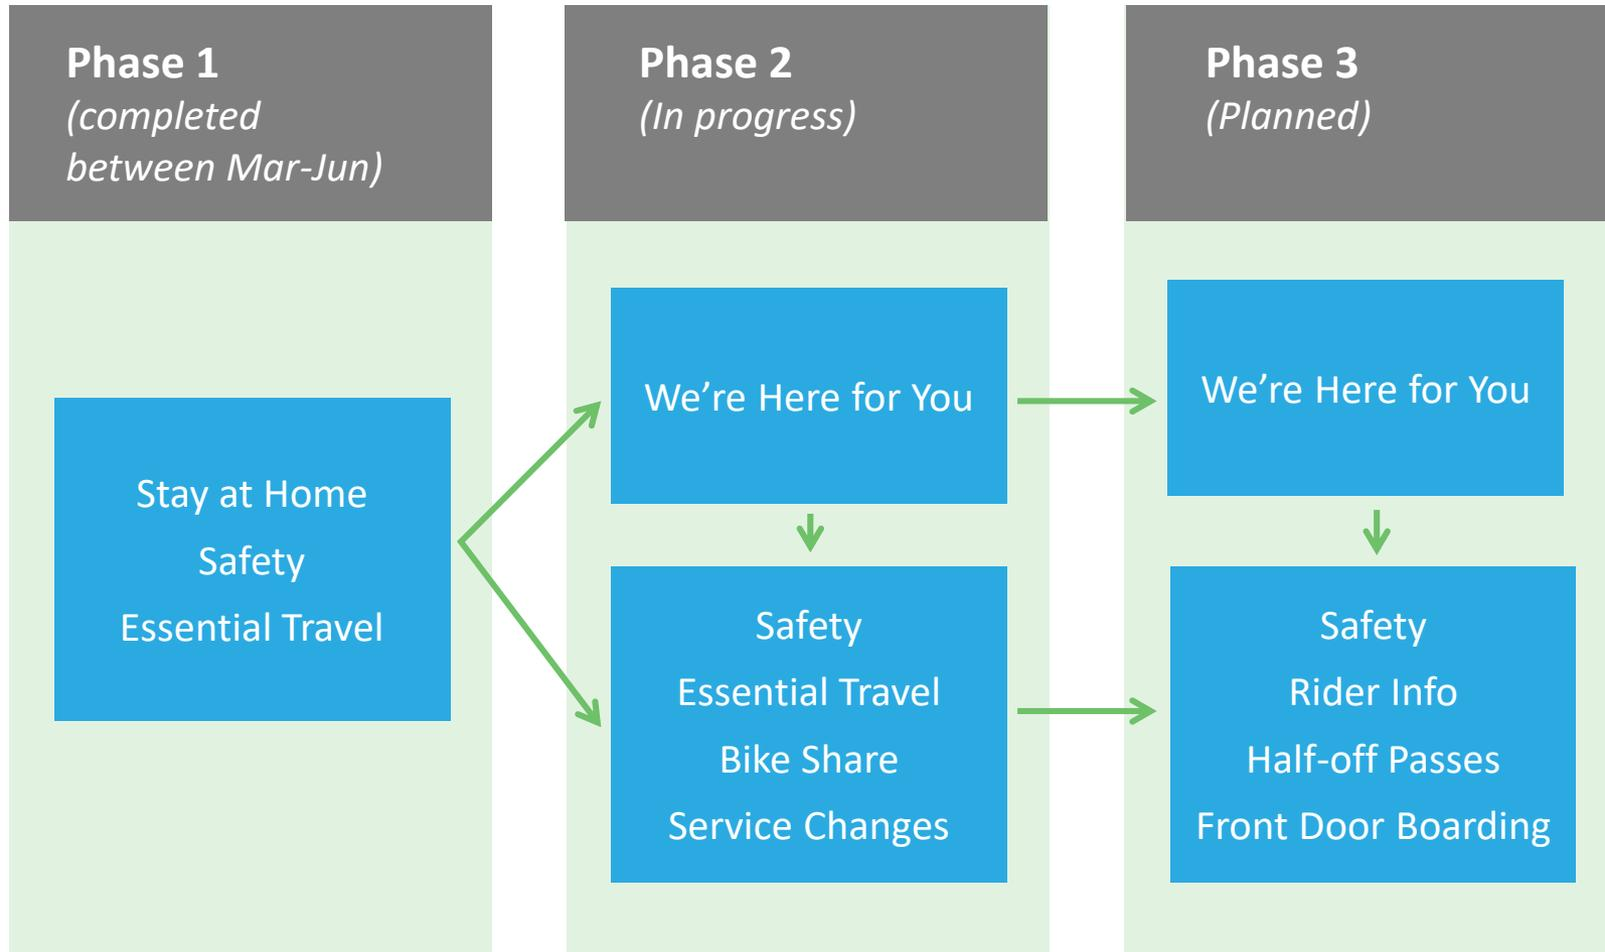 Phase 1
(completed
between Mar-Jun)
Stay at Home
Safety
Essential Travel
Phase 2
(In progress)
We’re Here for You
Safety
Essential Travel
Bike Share
Service Changes
Phase 3
(Planned)
We’re Here for You
Safety
Rider Info
Half-off Passes
Front Door Boarding